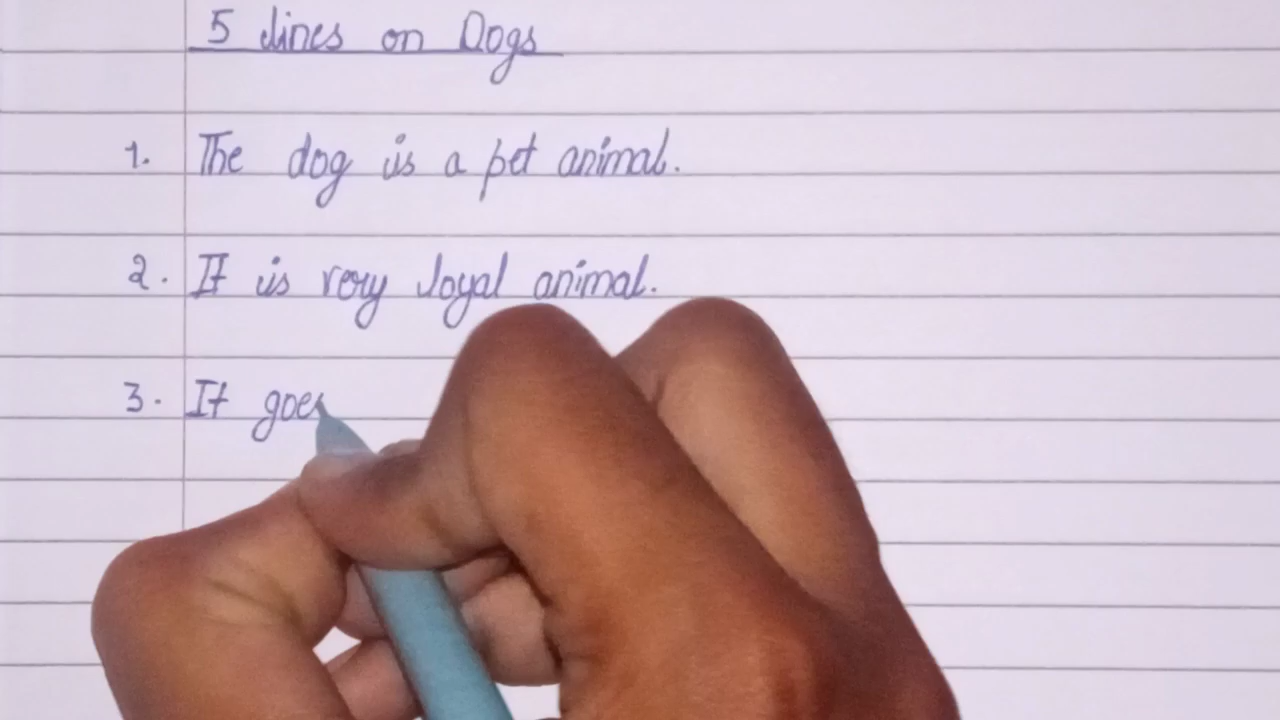 5 lines on Dogs
1. The dog is a pet animal.
2. It is very loyal animal.
3. It goes